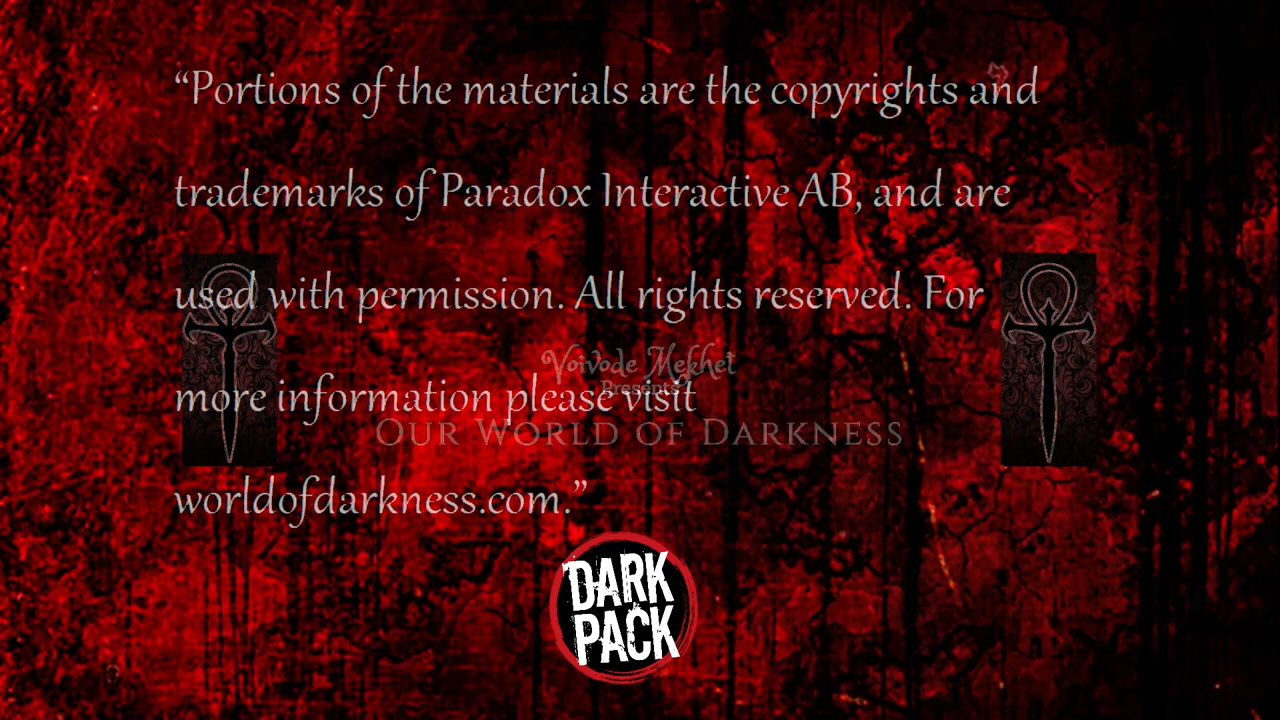 “Portions of the materials are the copyrights and
trademarks of Paradox Interactive AB, and are
used with permission. All rights reserved. For
Voivode Mekhet
Presents
more information please visit
Our World of Darkness
worldofdarkness.com.”
DARK
PACK